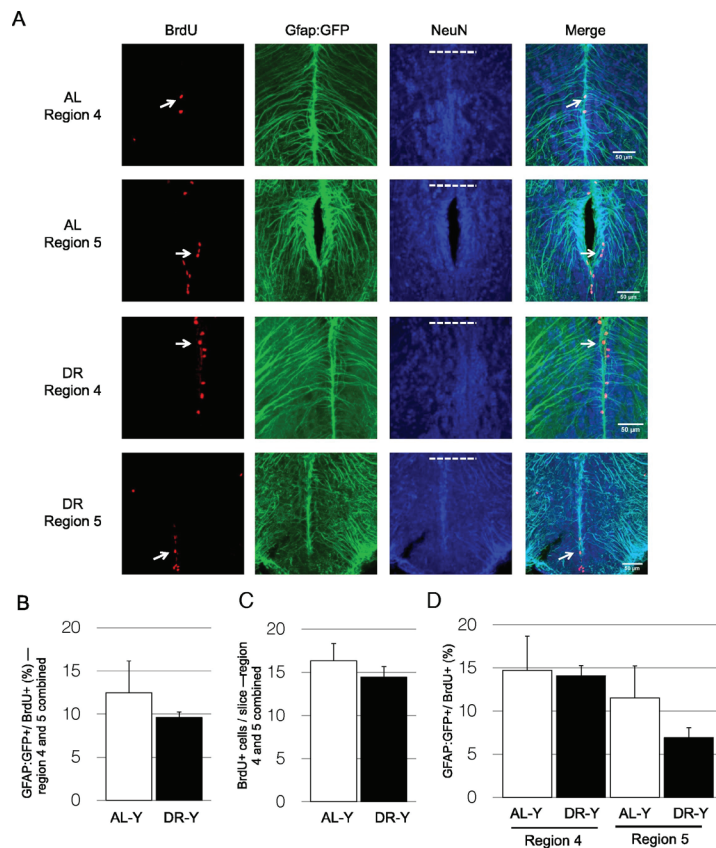 A
BrdU
Gfap:GFP
NeuN
Merge
AL
Region 4
50 µm
AL
Region 5
50 µm
DR
Region 4
50 µm
DR
Region 5
50 µm
B
GFAP:GFP+/ BrdU+ (%) —
region 4 and 5 combined
20
15
10
5
0
AL-Y
DR-Y
C
BrdU+ cells / slice —region
4 and 5 combined
20
15
10
5
0
AL-Y
DR-Y
D
GFAP:GFP+/ BrdU+ (%)
20
15
10
5
0
AL-Y
DR-Y
AL-Y
DR-Y
Region 4
Region 5